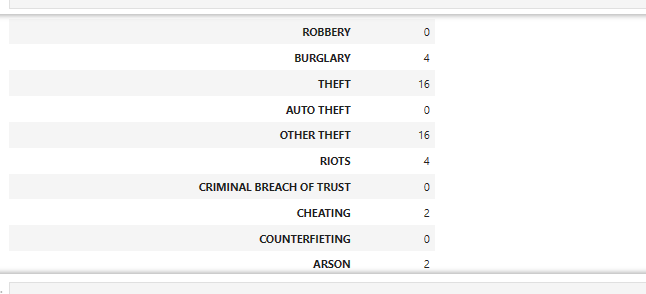 ROBBERY 0
BURGLARY 4
THEFT 16
AUTO THEFT 0
OTHER THEFT 16
RIOTS 4
CRIMINAL BREACH OF TRUST 0
CHEATING 2
COUNTERFIETING 0
ARSON 2